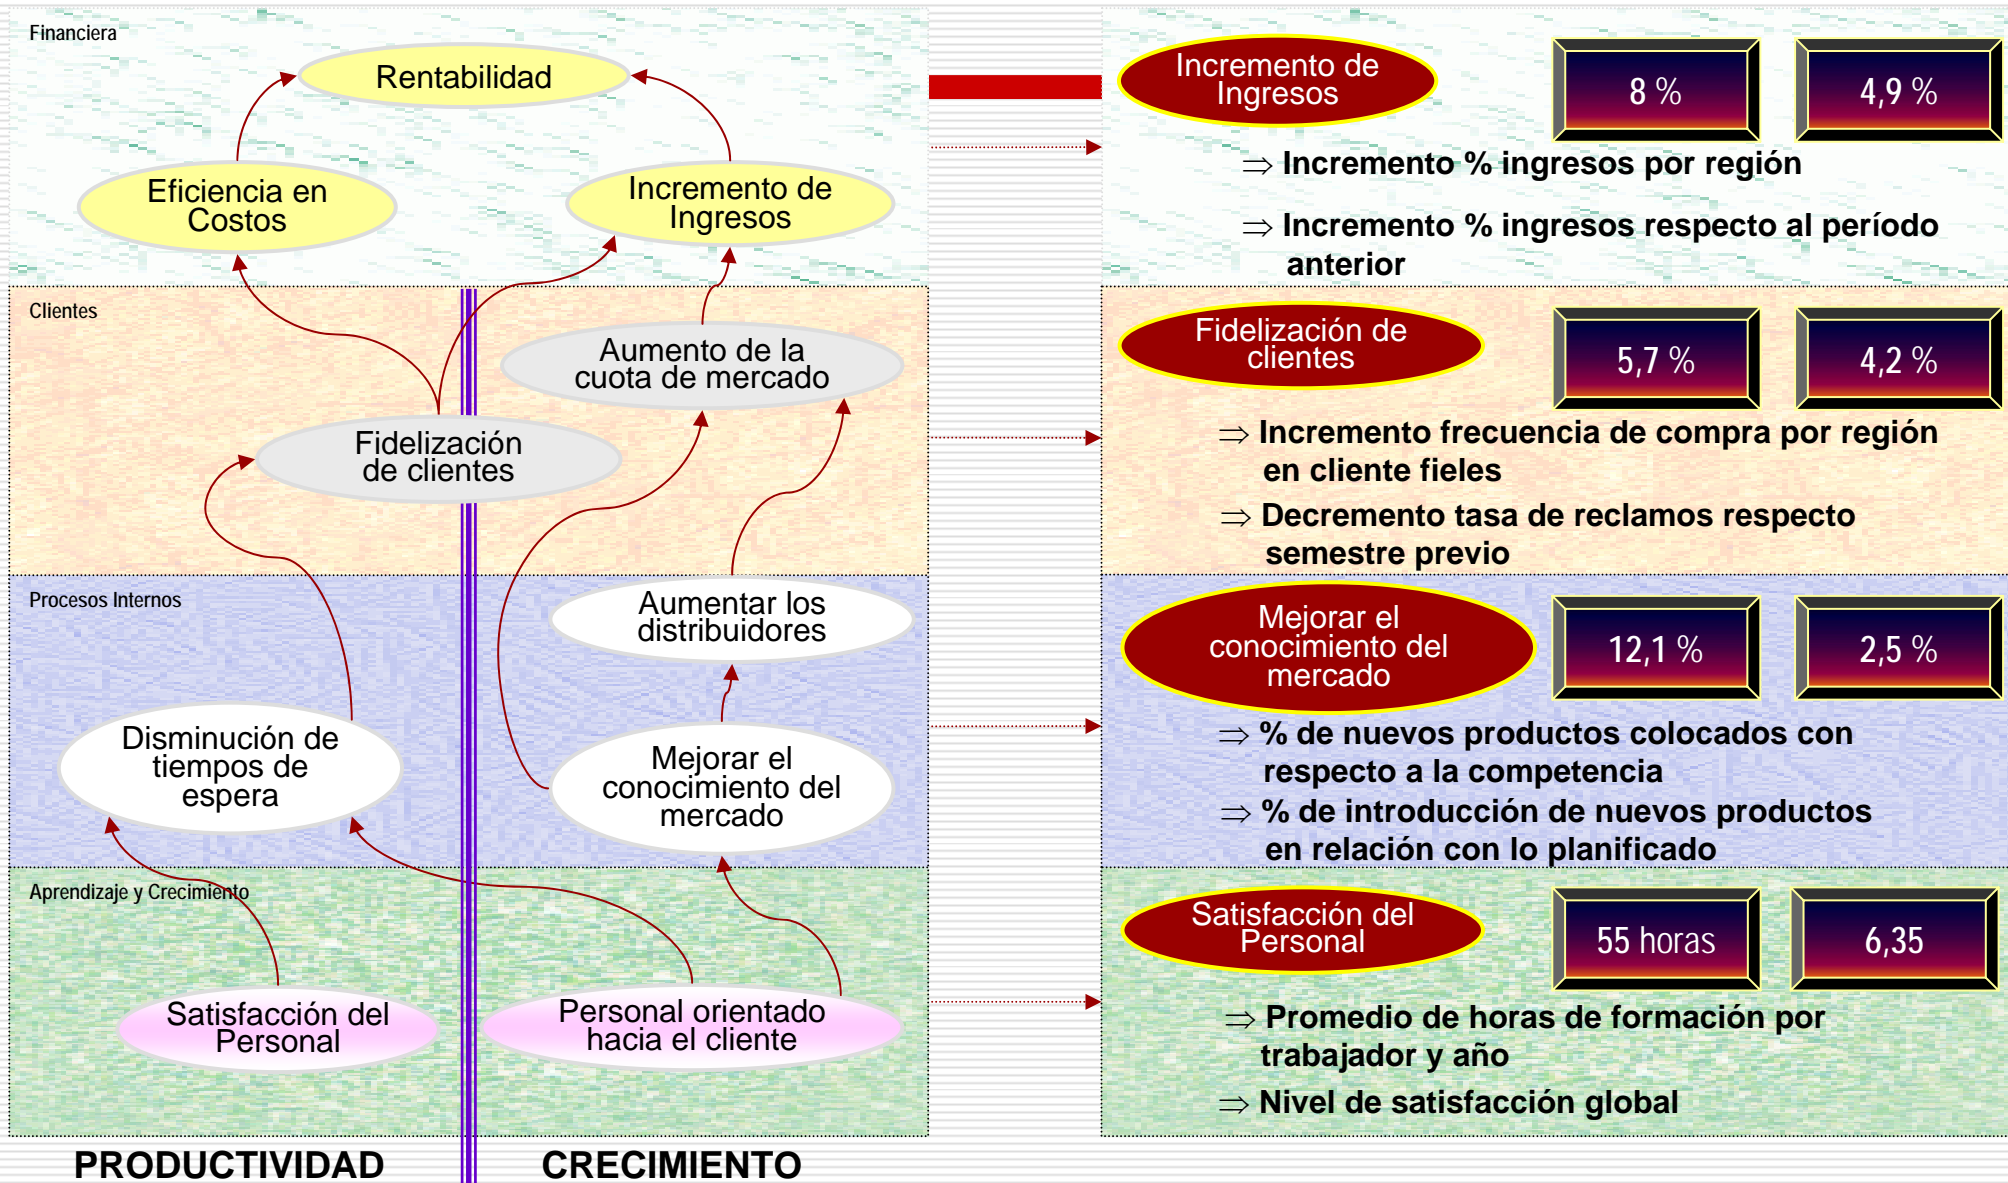 Financiera
Rentabilidad
Eficiencia en
Costos
Incremento de
Ingresos
Clientes
Aumento de la
cuota de mercado
Fidelización
de clientes
Procesos Internos
Aumentar los
distribuidores
Disminución de
tiempos de
espera
Mejorar el
conocimiento del
mercado
Aprendizaje y Crecimiento
Satisfacción del
Personal
Personal orientado
hacia el cliente
PRODUCTIVIDAD
CRECIMIENTO
Incremento de
Ingresos
8 %
4,9 %
⇒ Incremento % ingresos por región
⇒ Incremento % ingresos respecto al período
anterior
Fidelización de
clientes
5,7 %
4,2 %
⇒ Incremento frecuencia de compra por región
en cliente fieles
⇒ Decremento tasa de reclamos respecto
semestre previo
Mejorar el
conocimiento del
mercado
12,1 %
2,5 %
⇒ % de nuevos productos colocados con
respecto a la competencia
⇒ % de introducción de nuevos productos
en relación con lo planificado
Satisfacción del
Personal
55 horas
6,35
⇒ Promedio de horas de formación por
trabajador y año
⇒ Nivel de satisfacción global